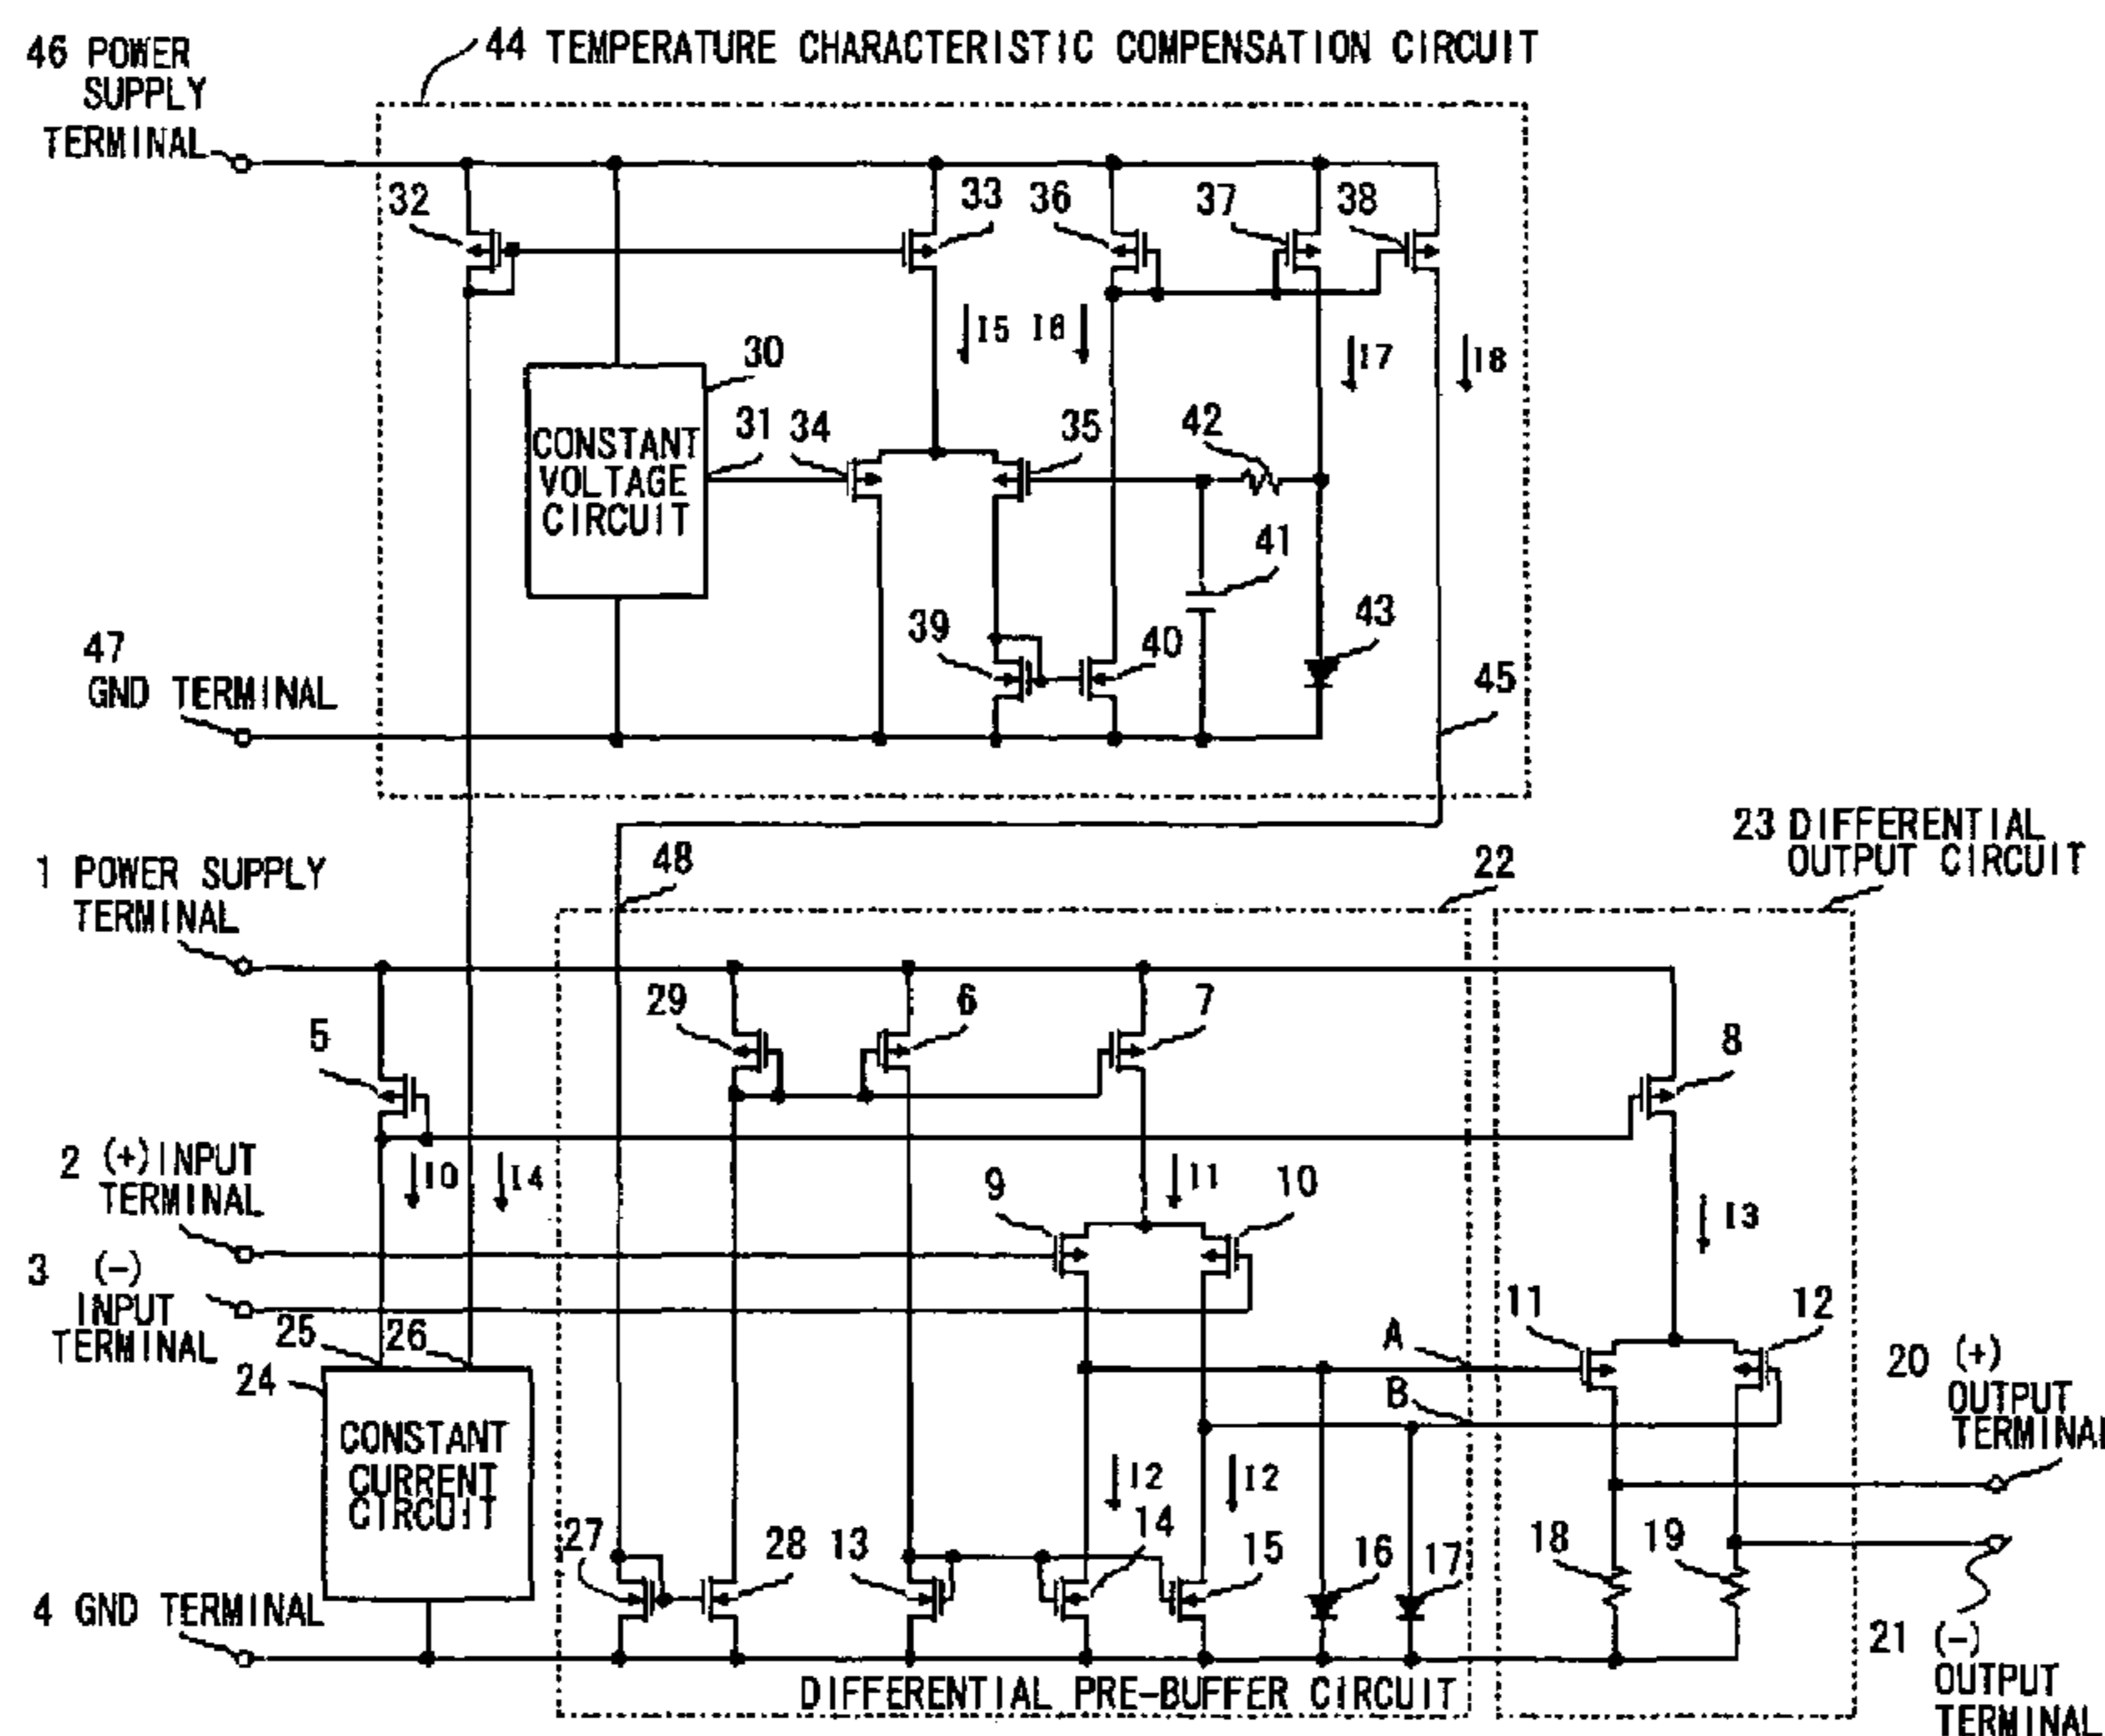 46 POWER
SUPPLY
TERMINAL
44 TEMPERATURE CHARACTERISTIC COMPENSATION CIRCUIT
32
33
36
37
38
I5
I6
I7
I8
30
CONSTANT
VOLTAGE
CIRCUIT
31
34
35
42
41
39
40
43
45
47
GND TERMINAL
23 DIFFERENTIAL
OUTPUT CIRCUIT
1 POWER SUPPLY
TERMINAL
48
22
5
29
6
7
8
2 (+) INPUT
TERMINAL
I0
I4
9
I1
10
I3
3 (-)
INPUT
TERMINAL
25
26
24
CONSTANT
CURRENT
CIRCUIT
A
B
11
12
20 (+)
OUTPUT
TERMINAL
I2
I2
27
28
13
14
15
16
17
18
19
4 GND TERMINAL
21 (-)
OUTPUT
TERMINAL
DIFFERENTIAL PRE-BUFFER CIRCUIT